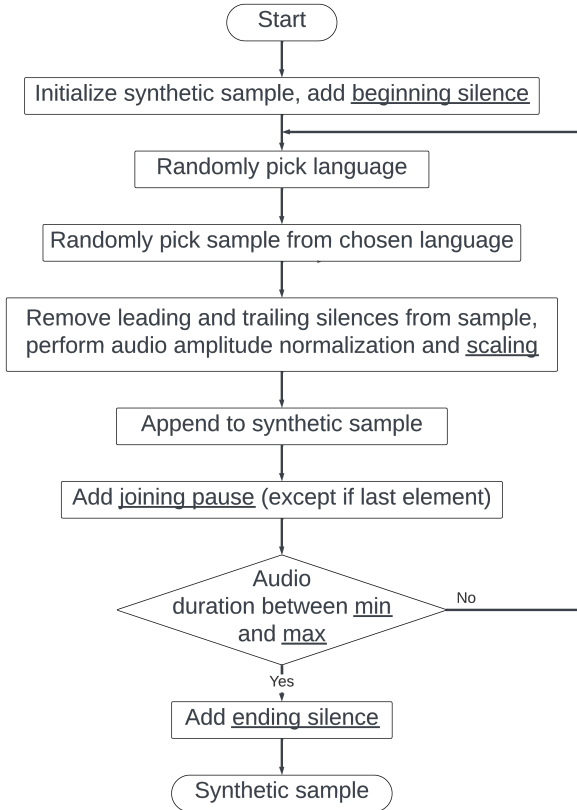 Start
Initialize synthetic sample, add beginning silence
Randomly pick language
Randomly pick sample from chosen language
Remove leading and trailing silences from sample,
perform audio amplitude normalization and scaling
Append to synthetic sample
Add joining pause (except if last element)
Audio
duration between min
and max
No
Yes
Add ending silence
Synthetic sample